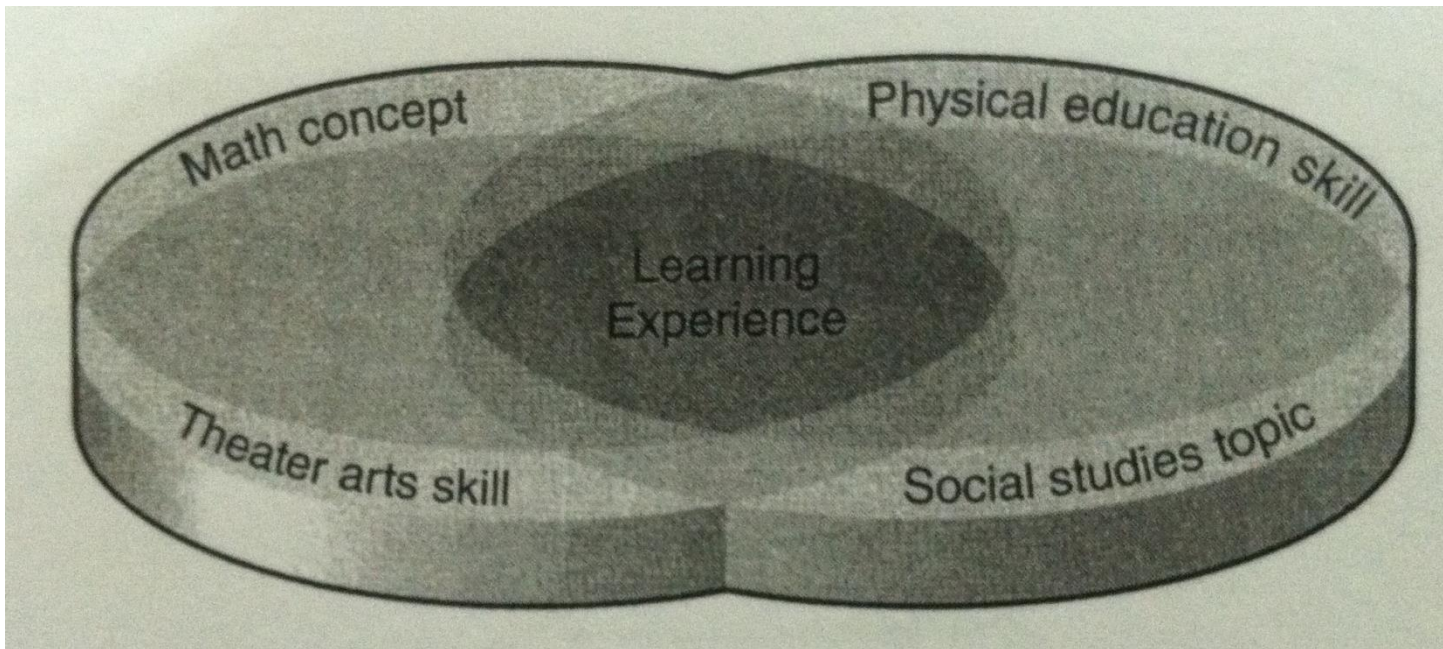 Math concept
Physical education skill
Learning
Experience
Theater arts skill
Social studies topic